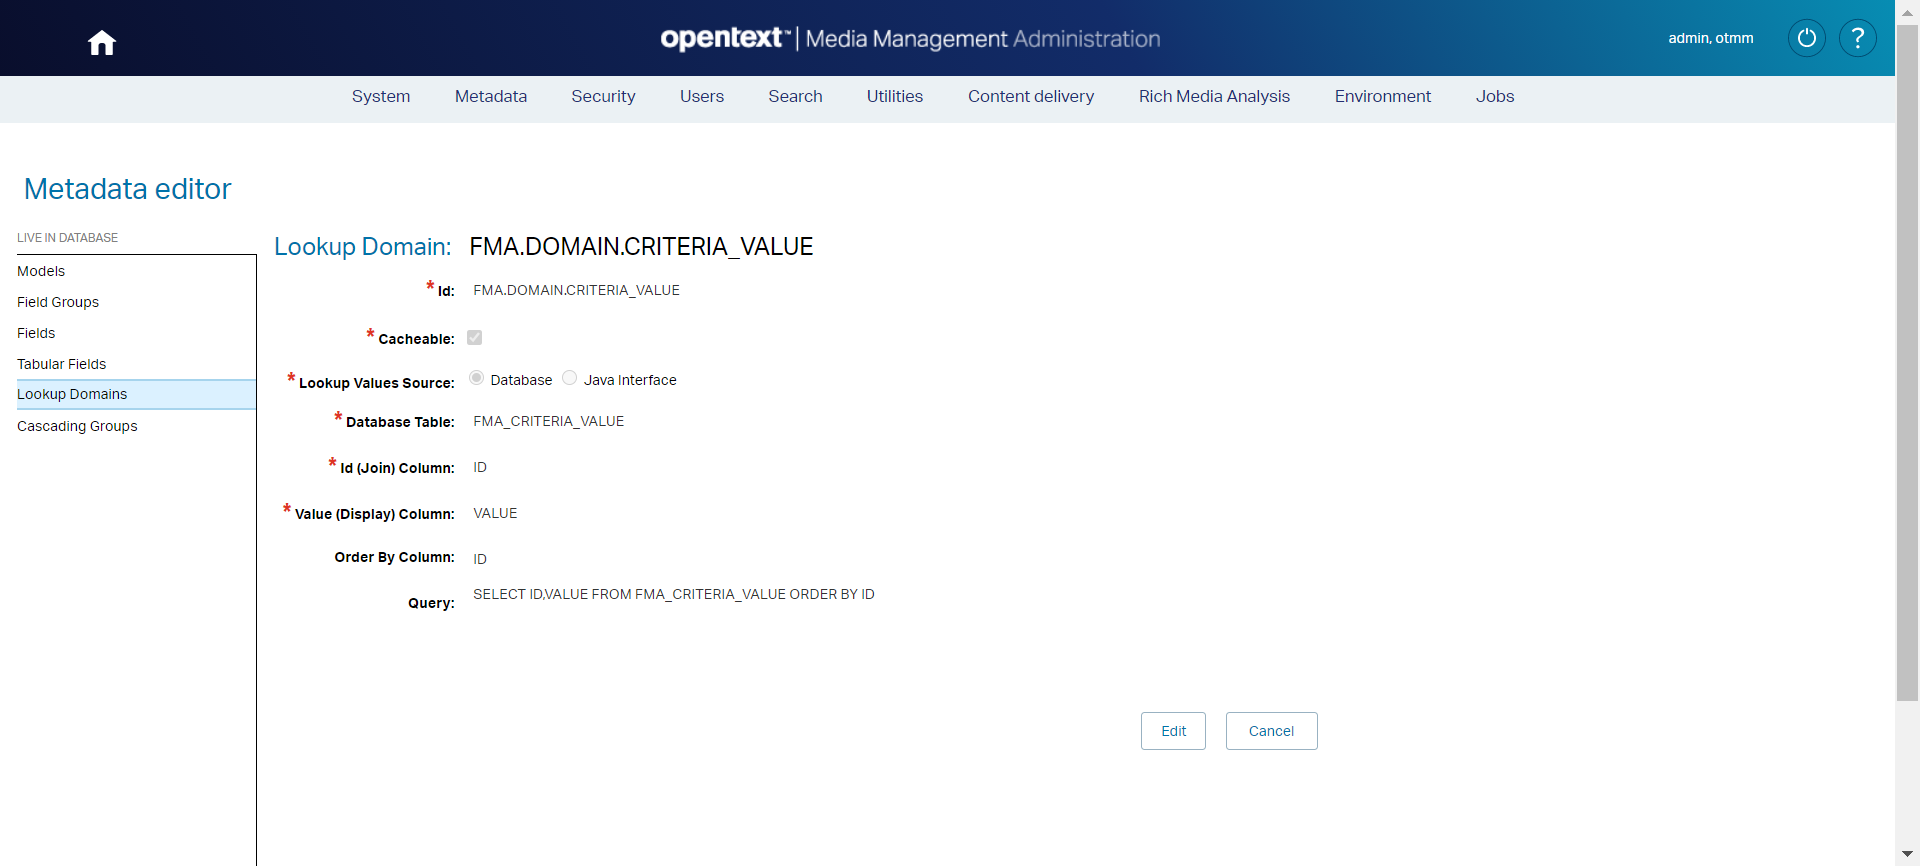 opentext™ | Media Management Administration
admin, otmm
?
System Metadata Security Users Search Utilities Content delivery Rich Media Analysis Environment Jobs
Metadata editor
LIVE IN DATABASE
Models
Field Groups
Fields
Tabular Fields
Lookup Domains
Cascading Groups
Lookup Domain: FMA.DOMAIN.CRITERIA_VALUE
* Id: FMA.DOMAIN.CRITERIA_VALUE
* Cacheable:
* Lookup Values Source: Database Java Interface
* Database Table: FMA_CRITERIA_VALUE
* Id (Join) Column: ID
* Value (Display) Column: VALUE
Order By Column: ID
Query: SELECT ID,VALUE FROM FMA_CRITERIA_VALUE ORDER BY ID
Edit Cancel